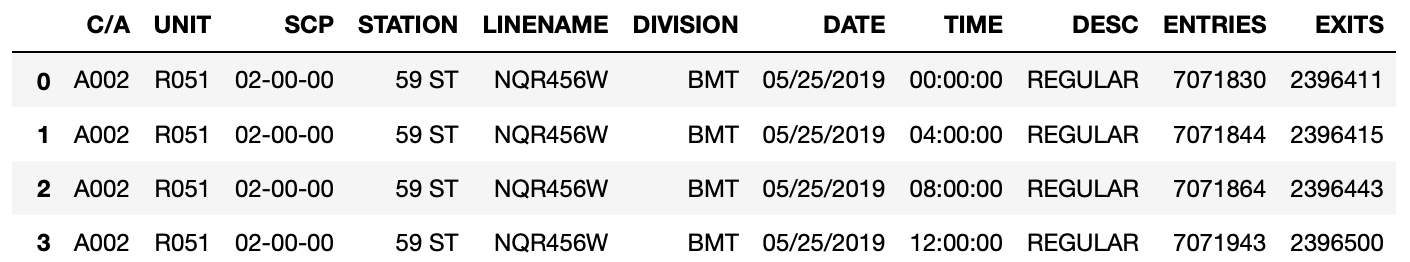 C/A UNIT SCP STATION LINENAME DIVISION DATE TIME DESC ENTRIES EXITS
0 A002 R051 02-00-00 59 ST NQR456W BMT 05/25/2019 00:00:00 REGULAR 7071830 2396411
1 A002 R051 02-00-00 59 ST NQR456W BMT 05/25/2019 04:00:00 REGULAR 7071844 2396415
2 A002 R051 02-00-00 59 ST NQR456W BMT 05/25/2019 08:00:00 REGULAR 7071864 2396443
3 A002 R051 02-00-00 59 ST NQR456W BMT 05/25/2019 12:00:00 REGULAR 7071943 2396500